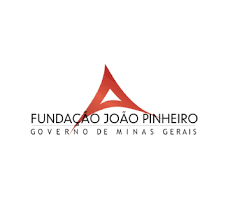 FUNDAÇÃO JOÃO PINHEIRO
GOVERNO DE MINAS GERAIS